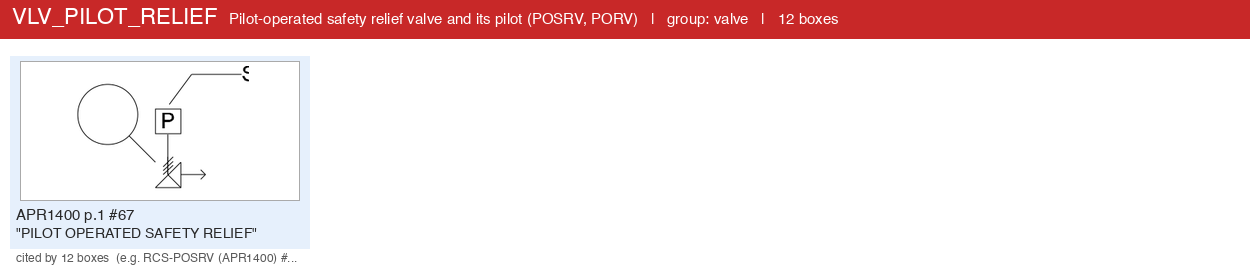 VLV_PILOT_RELIEF Pilot-operated safety relief valve and its pilot (POSRV, PORV) | group: valve | 12 boxes
P
APR1400 p.1 #67
"PILOT OPERATED SAFETY RELIEF"
cited by 12 boxes (e.g. RCS-POSRV (APR1400) #...